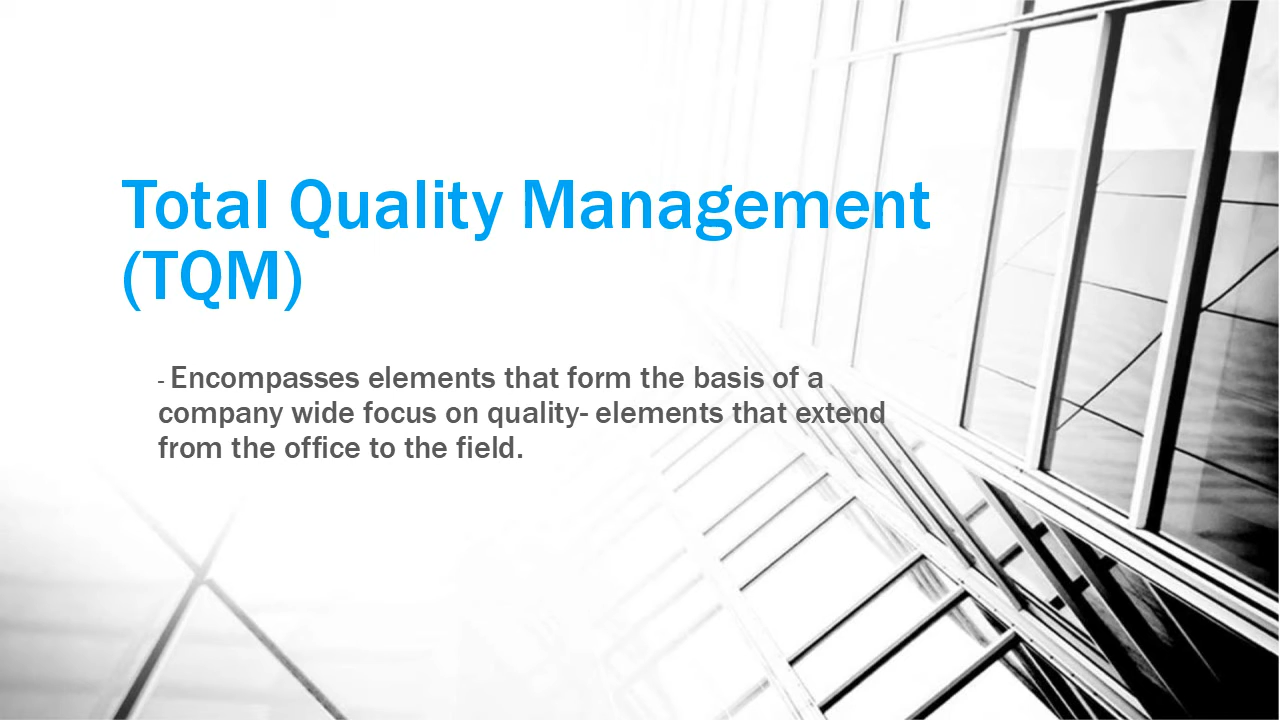 Total Quality Management
(TQM)
- Encompasses elements that form the basis of a
company wide focus on quality- elements that extend
from the office to the field.